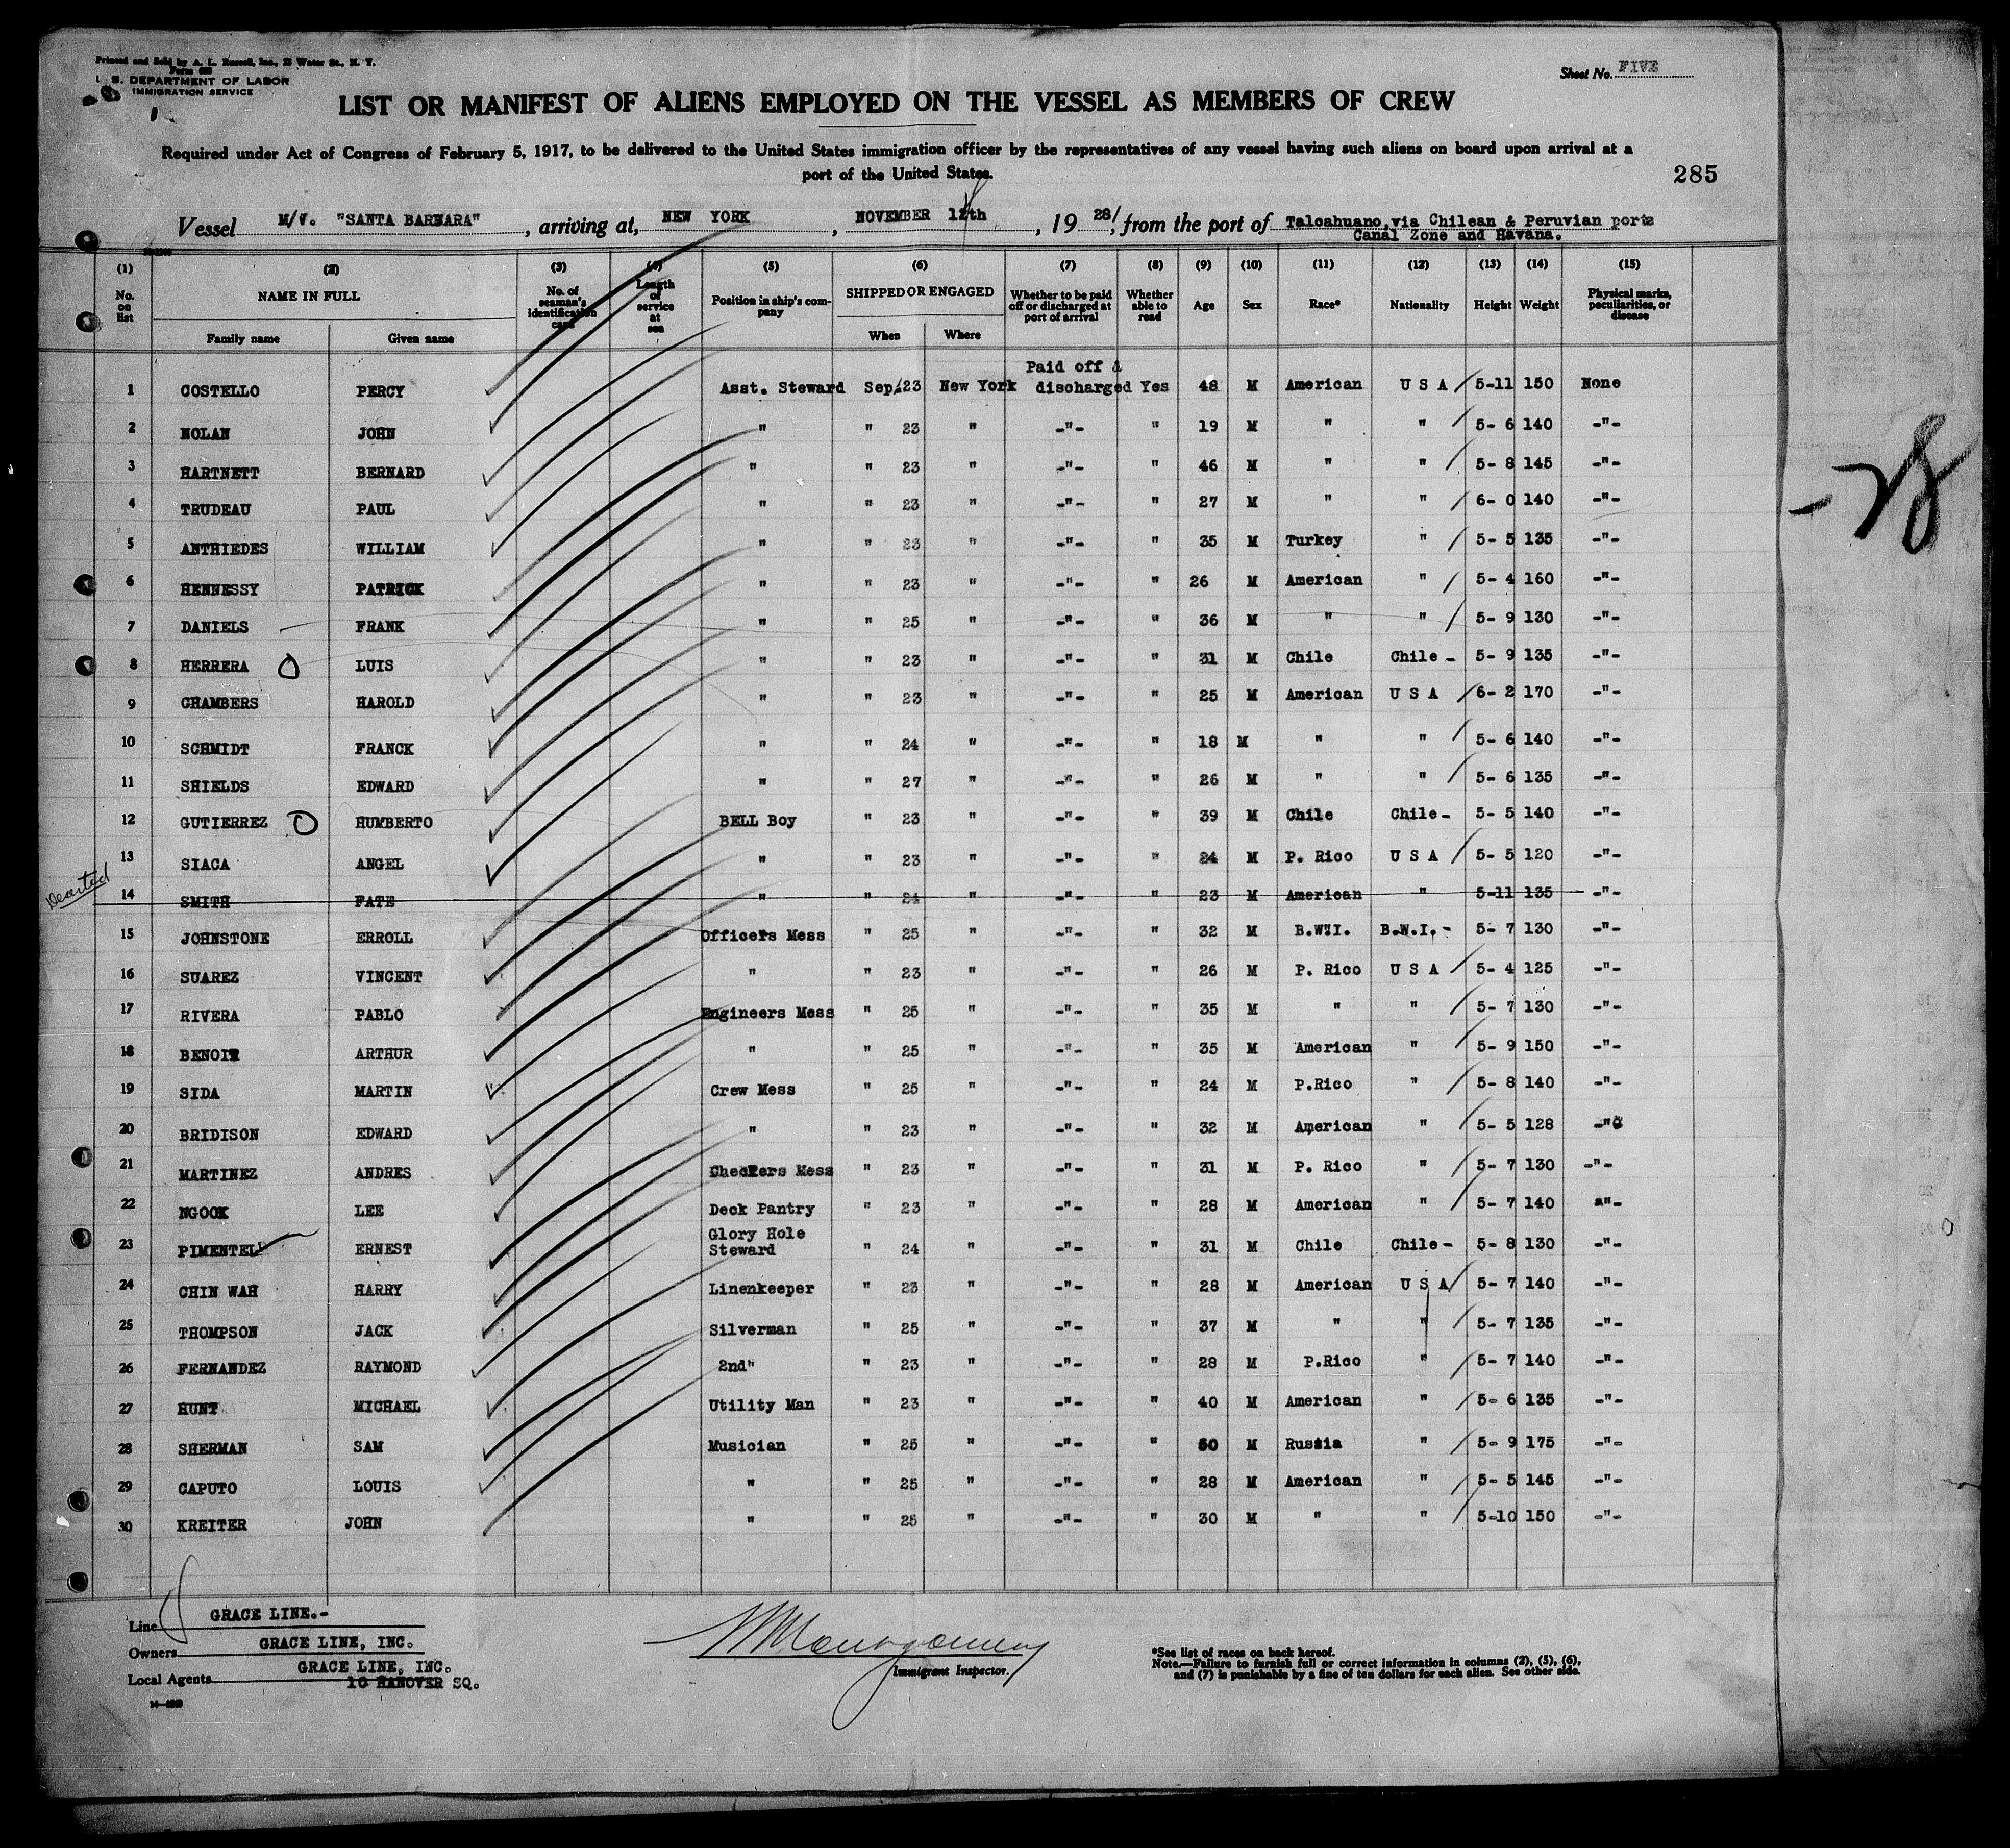 Printed and Sold by A. L. Russell, Inc., 21 Water St., N. Y.
U. S. DEPARTMENT OF LABOR
IMMIGRATION SERVICE
Sheet No. FIVE
LIST OR MANIFEST OF ALIENS EMPLOYED ON THE VESSEL AS MEMBERS OF CREW
Required under Act of Congress of February 5, 1917, to be delivered to the United States immigration officer by the representatives of any vessel having such aliens on board upon arrival at a
port of the United States.
285
Vessel M/V. "SANTA BARBARA", arriving at, NEW YORK, NOVEMBER th, 1928, from the port of Talcahuano, via Chilean & Peruvian ports
Canal Zone and Havana.
(1) (2) (3) (4) (5) (6) (7) (8) (9) (10) (11) (12) (13) (14) (15)
No. on list NAME IN FULL Family name Given name No. of seaman's identification card Length of service at sea Position in ship's company SHIPPED OR ENGAGED When Where Whether to be paid off or discharged at port of arrival Whether able to read Age Sex Race* Nationality Height Weight Physical marks, peculiarities, or disease
1 COSTELLO PERCY Asst. Steward Sep. 23 New York Paid off & discharged Yes 48 M American U S A 5-11 150 None
2 NOLAN JOHN " 23 " -"- " 19 M " " 5- 6 140 -"-
3 HARTNETT BERNARD " " 23 " -"- " 46 M " " 5- 8 145 -"-
4 TRUDEAU PAUL " " 23 " -"- " 27 M " " 6- 0 140 -"-
5 ANTHIEDES WILLIAM " " 23 " -"- " 35 M Turkey " 5- 5 135 -"-
6 HENNESSY PATRICK " " 23 " -"- " 26 M American " 5- 4 160 -"-
7 DANIELS FRANK " " 25 " -"- " 36 M " " 5- 9 130 -"-
8 HERRERA LUIS " " 23 " -"- " 31 M Chile Chile - 5- 9 135 -"-
9 CHAMBERS HAROLD " " 23 " -"- " 25 M American U S A 6- 2 170 -"-
10 SCHMIDT FRANCK " " 24 " -"- " 18 M " " 5- 6 140 -"-
11 SHIELDS EDWARD " " 27 " -"- " 26 M " " 5- 6 135 -"-
12 GUTIERREZ HUMBERTO BELL Boy " 23 " -"- " 39 M Chile Chile - 5- 5 140 -"-
13 SIACA ANGEL " " 23 " -"- " 24 M P. Rico U S A 5- 5 120 -"-
14 SMITH FATE " " 24 " -"- " 23 M American " 5-11 135 -"-
15 JOHNSTONE ERROLL Officers Mess " 25 " -"- " 32 M B.W.I. B.W.I. - 5- 7 130 -"-
16 SUAREZ VINCENT " " 23 " -"- " 26 M P. Rico U S A 5- 4 125 -"-
17 RIVERA PABLO Engineers Mess " 25 " -"- " 35 M " " 5- 7 130 -"-
18 BENOIT ARTHUR " " 25 " -"- " 35 M American " 5- 9 150 -"-
19 SIDA MARTIN Crew Mess " 25 " -"- " 24 M P.Rico " 5- 8 140 -"-
20 BRIDISON EDWARD " " 23 " -"- " 32 M American " 5- 5 128 -"-
21 MARTINEZ ANDRES Checkers Mess " 23 " -"- " 31 M P. Rico " 5- 7 130 -"-
22 NGOOK LEE Deck Pantry " 23 " -"- " 28 M American " 5- 7 140 -"-
23 PIMENTEL ERNEST Glory Hole Steward " 24 " -"- " 31 M Chile Chile - 5- 8 130 -"-
24 CHIN WAH HARRY Linenkeeper " 23 " -"- " 28 M American U S A 5- 7 140 -"-
25 THOMPSON JACK Silverman " 25 " -"- " 37 M " " 5- 7 135 -"-
26 FERNANDEZ RAYMOND 2nd " " 23 " -"- " 28 M P.Rico " 5- 7 140 -"-
27 HUNT MICHAEL Utility Man " 23 " -"- " 40 M American " 5- 6 135 -"-
28 SHERMAN SAM Musician " 25 " -"- " 50 M Russia " 5- 9 175 -"-
29 CAPUTO LOUIS " " 25 " -"- " 28 M American " 5- 5 145 -"-
30 KREITER JOHN " " 25 " -"- " 30 M " " 5-10 150 -"-
Line GRACE LINE.-
Owners GRACE LINE, INC.
Local Agents GRACE LINE, INC.
10 HANOVER SQ.
Montgomery
Immigrant Inspector.
*See list of races on back hereof.
Note.—Failure to furnish full or correct information in columns (2), (5), (6),
and (7) is punishable by a fine of ten dollars for each alien. See other side.